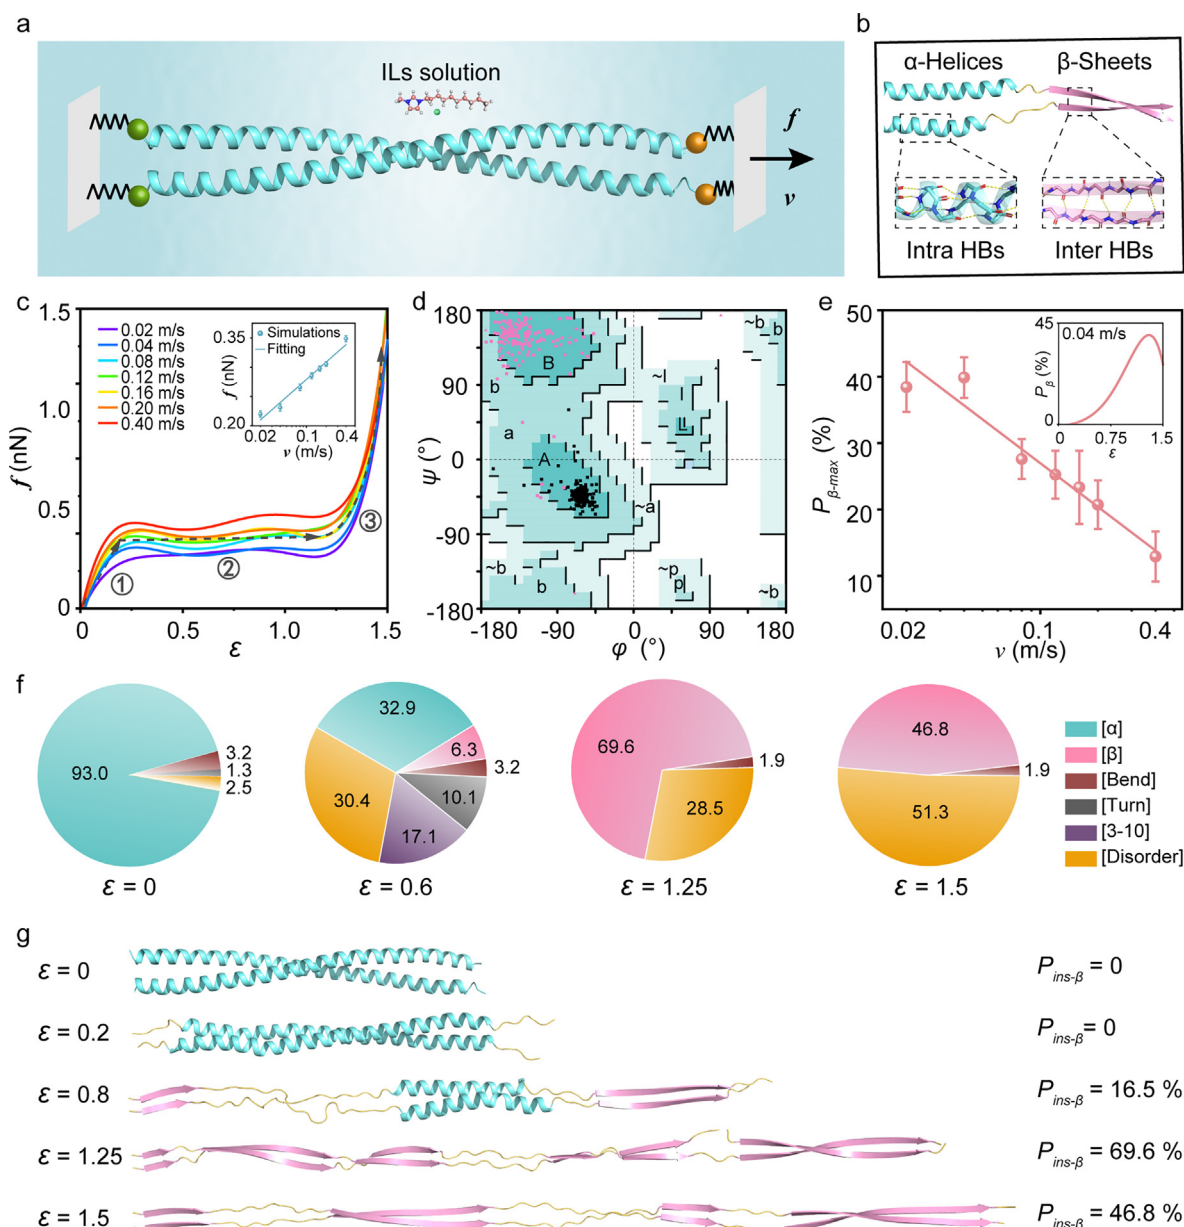 a
ILs solution
f
v
b
α-Helices β-Sheets
Intra HBs Inter HBs
c
1.5
1.0
0.5
0
f (nN)
0.02 m/s
0.04 m/s
0.08 m/s
0.12 m/s
0.16 m/s
0.20 m/s
0.40 m/s
Simulations
Fitting
0.35
0.20
f (nN)
0.02 0.1 0.4
v (m/s)
①
②
③
0 0.5 1.0 1.5
ε
d
180
90
0
-90
-180
ψ (°)
B
b
a
A
~b
~l
L
~a
~b
b
~p
p
~b
-180 -90 0 90 180
φ (°)
e
50
40
30
20
10
Pβ-max (%)
45
0
Pβ (%)
0.04 m/s
0 0.75 1.5
ε
0.02 0.1 0.4
v (m/s)
f
93.0
3.2
1.3
2.5
ε = 0
32.9
6.3
3.2
10.1
17.1
30.4
ε = 0.6
69.6
1.9
28.5
ε = 1.25
46.8
1.9
51.3
ε = 1.5
[α]
[β]
[Bend]
[Turn]
[3-10]
[Disorder]
g
ε = 0 Pins-β = 0
ε = 0.2 Pins-β = 0
ε = 0.8 Pins-β = 16.5 %
ε = 1.25 Pins-β = 69.6 %
ε = 1.5 Pins-β = 46.8 %